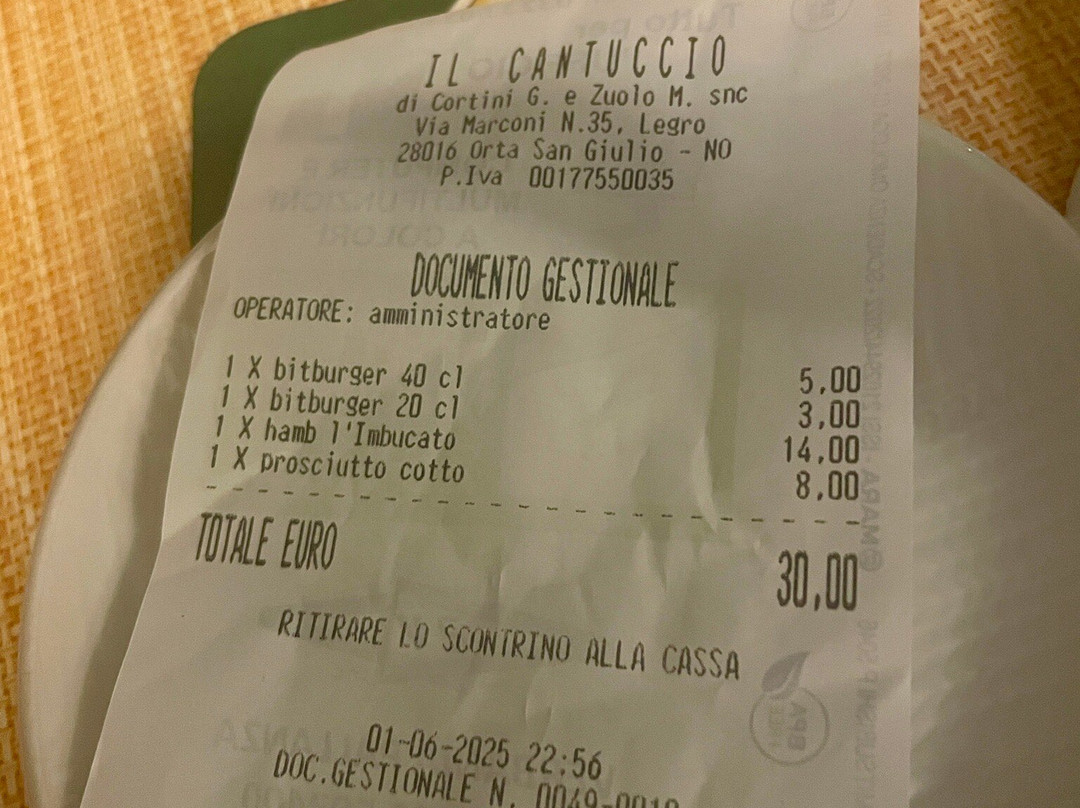 IL CANTUCCIO
di Cortini G. e Zuolo M. snc
Via Marconi N.35, Legro
28016 Orta San Giulio - NO
P.Iva 00177550035
DOCUMENTO GESTIONALE
OPERATORE: amministratore
1 X bitburger 40 cl 5,00
1 X bitburger 20 cl 3,00
1 X hamb l'Imbucato 14,00
1 X prosciutto cotto 8,00
TOTALE EURO 30,00
RITIRARE LO SCONTRINO ALLA CASSA
01-06-2025 22:56
DOC.GESTIONALE N. 0049-0010